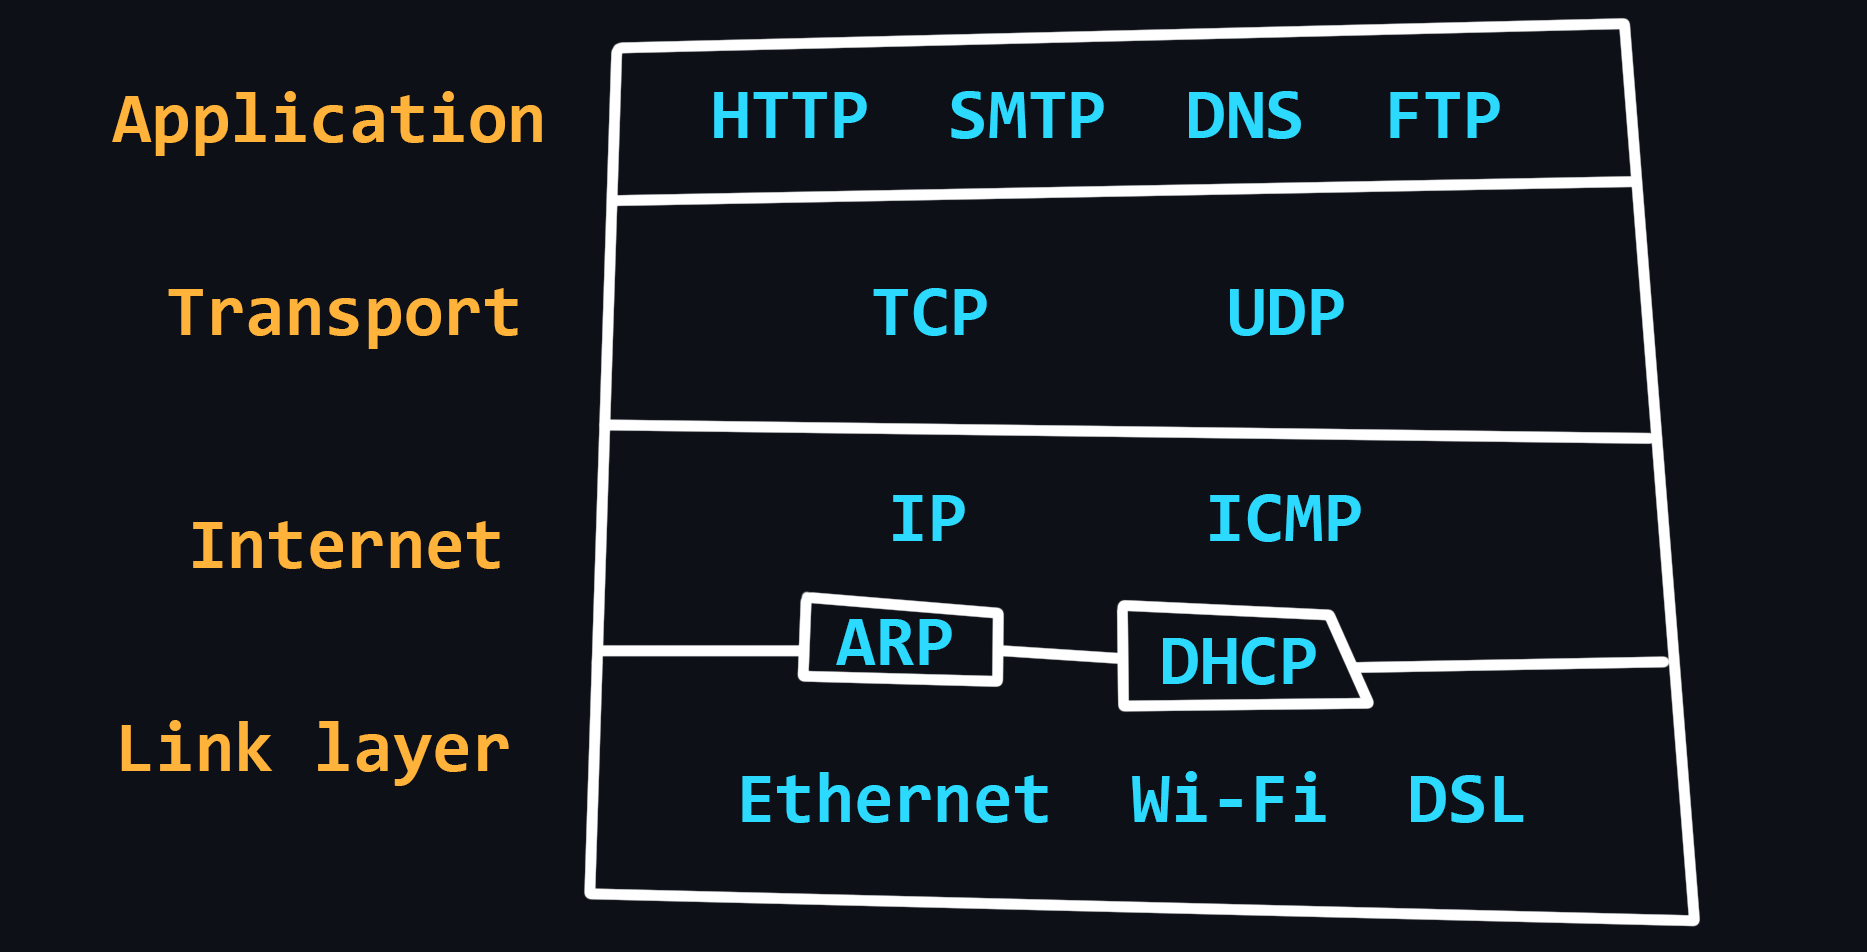 Application
HTTP SMTP DNS FTP
Transport
TCP UDP
Internet
IP ICMP
ARP DHCP
Link layer
Ethernet Wi-Fi DSL